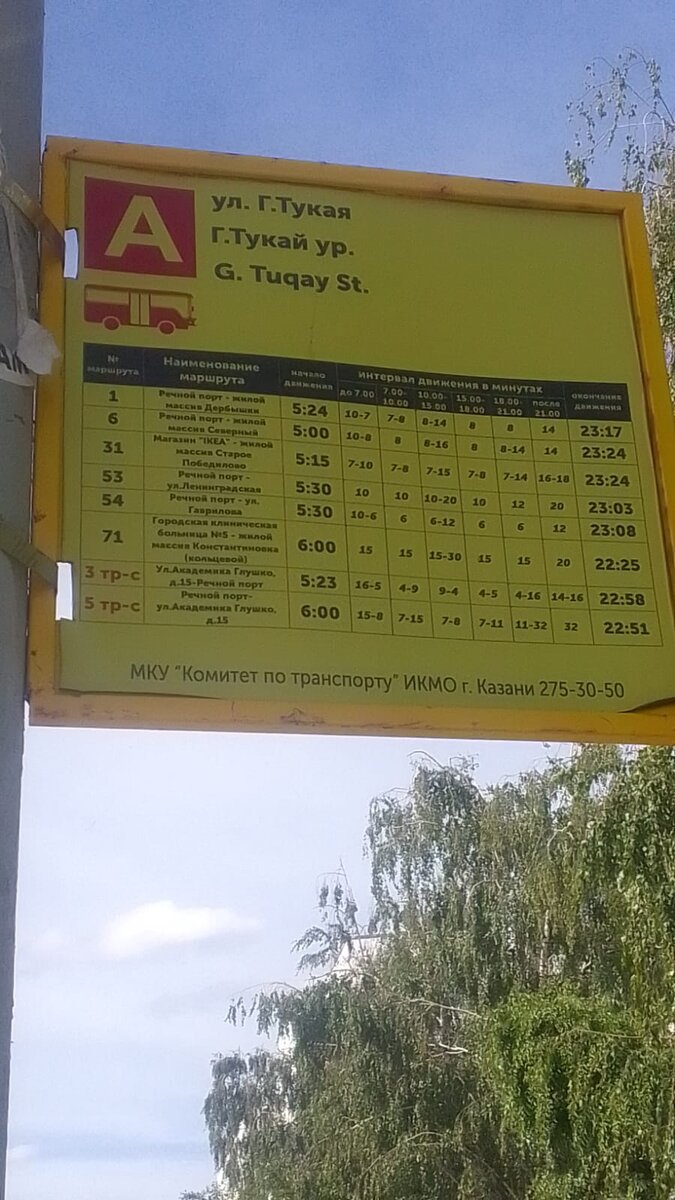 A
ул. Г.Тукая
Г.Тукай ур.
G. Tuqay St.
№ маршрута Наименование маршрута начало движения интервал движения в минутах окончание движения
до 7.00 7.00-10.00 10.00-15.00 15.00-18.00 18.00-21.00 после 21.00
1 Речной порт - жилой массив Дербышки 5:24 10-7 7-8 8-14 8 8 14 23:17
6 Речной порт - жилой массив Северный 5:00 10-8 8 8-16 8 8-14 14 23:24
31 Магазин "IKEA" - жилой массив Старое Победилово 5:15 7-10 7-8 7-15 7-8 7-14 16-18 23:24
53 Речной порт - ул.Ленинградская 5:30 10 10 10-20 10 12 20 23:03
54 Речной порт - ул. Гаврилова 5:30 10-6 6 6-12 6 6 12 23:08
71 Городская клиническая больница №5 - жилой массив Константиновка (кольцевой) 6:00 15 15 15-30 15 15 20 22:25
3 тр-с Ул.Академика Глушко, д.15-Речной порт 5:23 16-5 4-9 9-4 4-5 4-16 14-16 22:58
5 тр-с Речной порт- ул.Академика Глушко, д.15 6:00 15-8 7-15 7-8 7-11 11-32 32 22:51
МКУ "Комитет по транспорту" ИКМО г. Казани 275-30-50